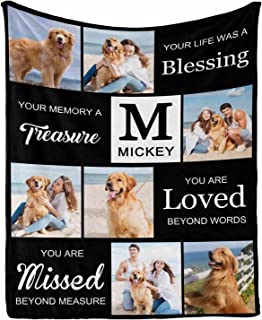 YOUR LIFE WAS A
Blessing
YOUR MEMORY A
Treasure
M
MICKEY
YOU ARE
Loved
BEYOND WORDS
YOU ARE
Missed
BEYOND MEASURE